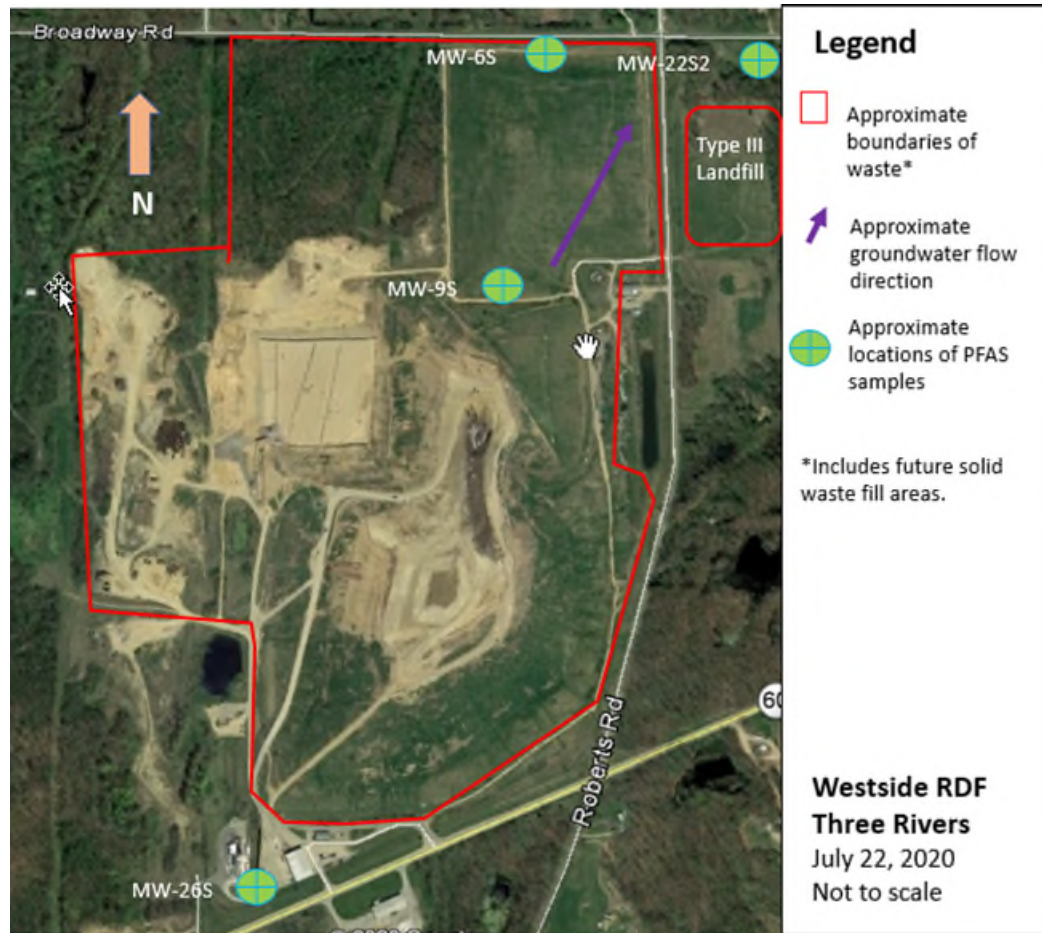 Broadway Rd
MW-6S
MW-22S2
N
Type III
Landfill
MW-9S
60
Roberts Rd
MW-26S
Legend
Approximate
boundaries of
waste*
Approximate
groundwater flow
direction
Approximate
locations of PFAS
samples
*Includes future solid
waste fill areas.
Westside RDF
Three Rivers
July 22, 2020
Not to scale